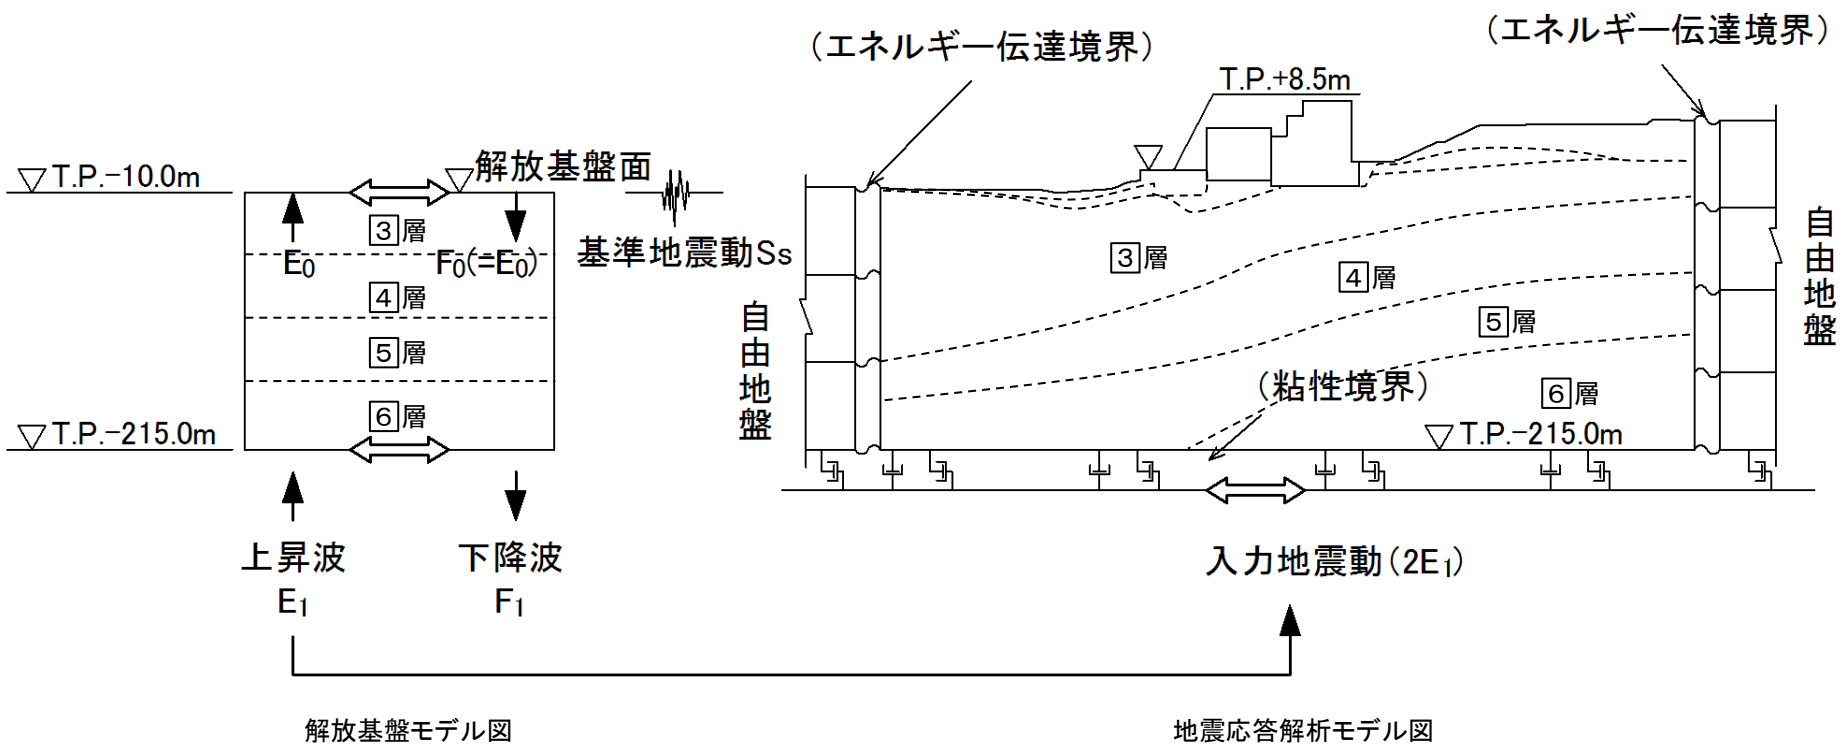 (エネルギー伝達境界)
(エネルギー伝達境界)
T.P.+8.5m
T.P.-10.0m
解放基盤面
3層
E0
F0(=E0)
基準地震動Ss
4層
5層
6層
T.P.-215.0m
上昇波
E1
下降波
F1
自由地盤
3層
4層
5層
6層
(粘性境界)
T.P.-215.0m
自由地盤
入力地震動(2E1)
解放基盤モデル図
地震応答解析モデル図